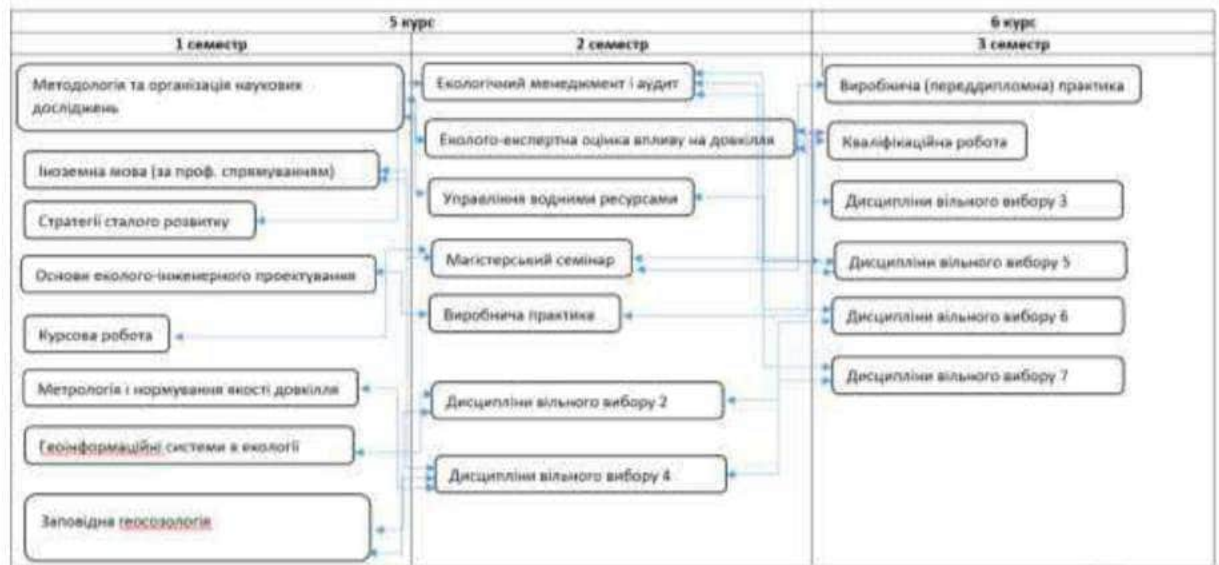 5 курс
6 курс
1 семестр
2 семестр
3 семестр
Методологія та організація наукових
досліджень
Іноземна мова (за проф. спрямуванням)
Стратегії сталого розвитку
Основи еколого-інженерного проектування
Курсова робота
Метрологія і нормування якості довкілля
Геоінформаційні системи в екології
Заповідна геосозологія
Екологічний менеджмент і аудит
Еколого-експертна оцінка впливу на довкілля
Управління водними ресурсами
Магістерський семінар
Виробнича практика
Дисципліни вільного вибору 2
Дисципліни вільного вибору 4
Виробнича (переддипломна) практика
Кваліфікаційна робота
Дисципліни вільного вибору 3
Дисципліни вільного вибору 5
Дисципліни вільного вибору 6
Дисципліни вільного вибору 7